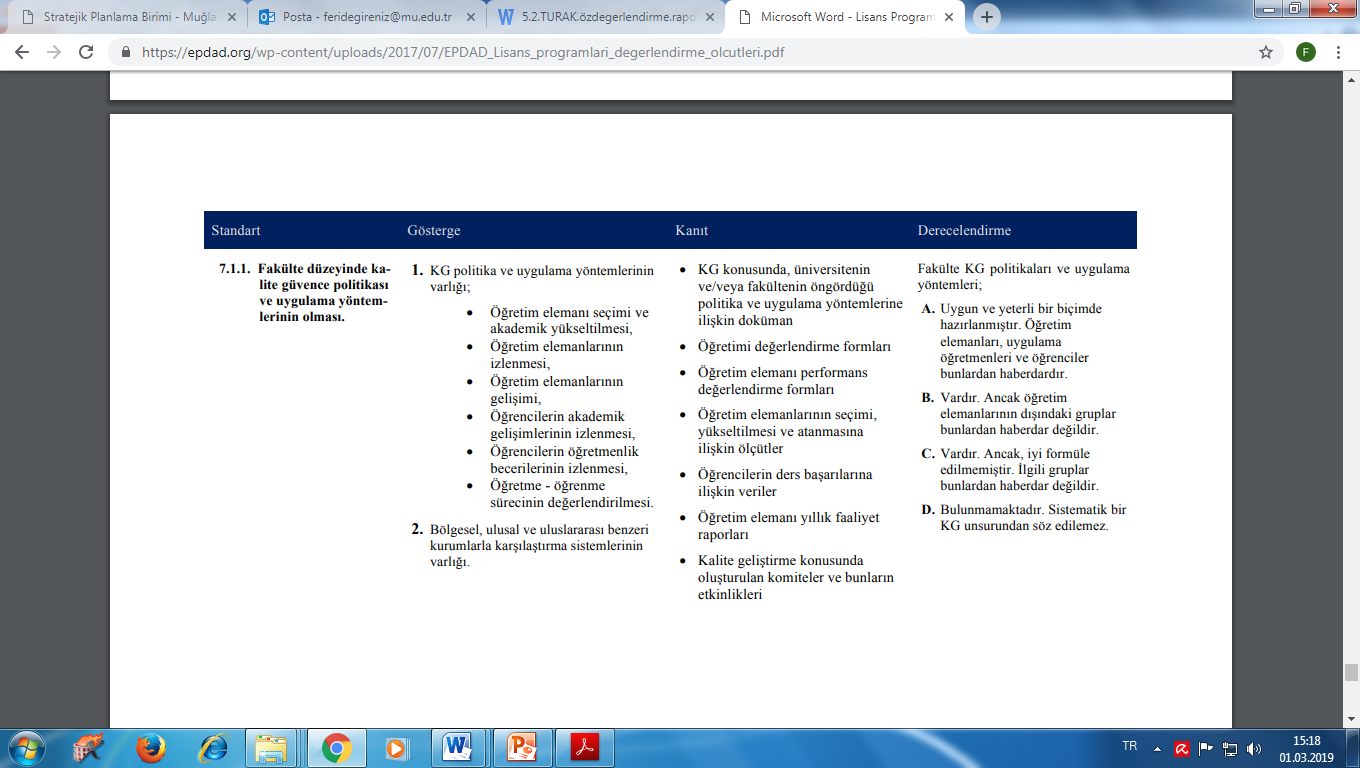 Stratejik Planlama Birimi - Muğla
Posta - feridegireniz@mu.edu.tr
5.2.TURAK.özdegerlendirme.rapo
Microsoft Word - Lisans Program
https://epdad.org/wp-content/uploads/2017/07/EPDAD_Lisans_programlari_degerlendirme_olcutleri.pdf
F
Standart
Gösterge
Kanıt
Derecelendirme
7.1.1. Fakülte düzeyinde ka-
lite güvence politikası
ve uygulama yöntem-
lerinin olması.
1. KG politika ve uygulama yöntemlerinin
varlığı;
• Öğretim elemanı seçimi ve
akademik yükseltilmesi,
• Öğretim elemanlarının
izlenmesi,
• Öğretim elemanlarının
gelişimi,
• Öğrencilerin akademik
gelişimlerinin izlenmesi,
• Öğrencilerin öğretmenlik
becerilerinin izlenmesi,
• Öğretme - öğrenme
sürecinin değerlendirilmesi.
2. Bölgesel, ulusal ve uluslararası benzeri
kurumlarla karşılaştırma sistemlerinin
varlığı.
• KG konusunda, üniversitenin
ve/veya fakültenin öngördüğü
politika ve uygulama yöntemlerine
ilişkin doküman
• Öğretimi değerlendirme formları
• Öğretim elemanı performans
değerlendirme formları
• Öğretim elemanlarının seçimi,
yükseltilmesi ve atanmasına
ilişkin ölçütler
• Öğrencilerin ders başarılarına
ilişkin veriler
• Öğretim elemanı yıllık faaliyet
raporları
• Kalite geliştirme konusunda
oluşturulan komiteler ve bunların
etkinlikleri
Fakülte KG politikaları ve uygulama
yöntemleri;
A. Uygun ve yeterli bir biçimde
hazırlanmıştır. Öğretim
elemanları, uygulama
öğretmenleri ve öğrenciler
bunlardan haberdardır.
B. Vardır. Ancak öğretim
elemanlarının dışındaki gruplar
bunlardan haberdar değildir.
C. Vardır. Ancak, iyi formüle
edilmemiştir. İlgili gruplar
bunlardan haberdar değildir.
D. Bulunmamaktadır. Sistematik bir
KG unsurundan söz edilemez.
TR
15:18
01.03.2019